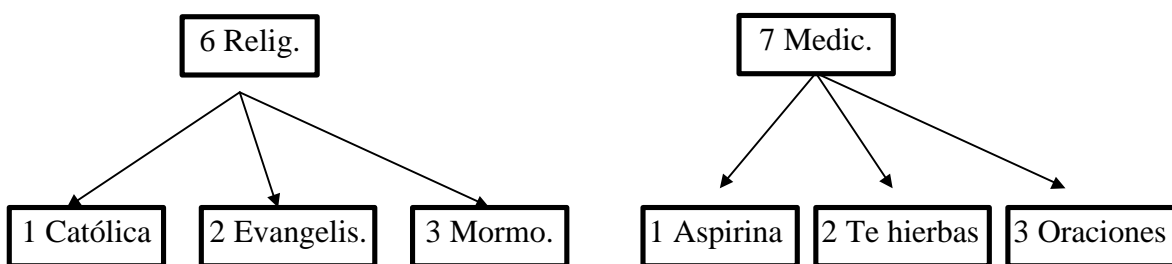 6 Relig.
7 Medic.
1 Católica
2 Evangelis.
3 Mormo.
1 Aspirina
2 Te hierbas
3 Oraciones